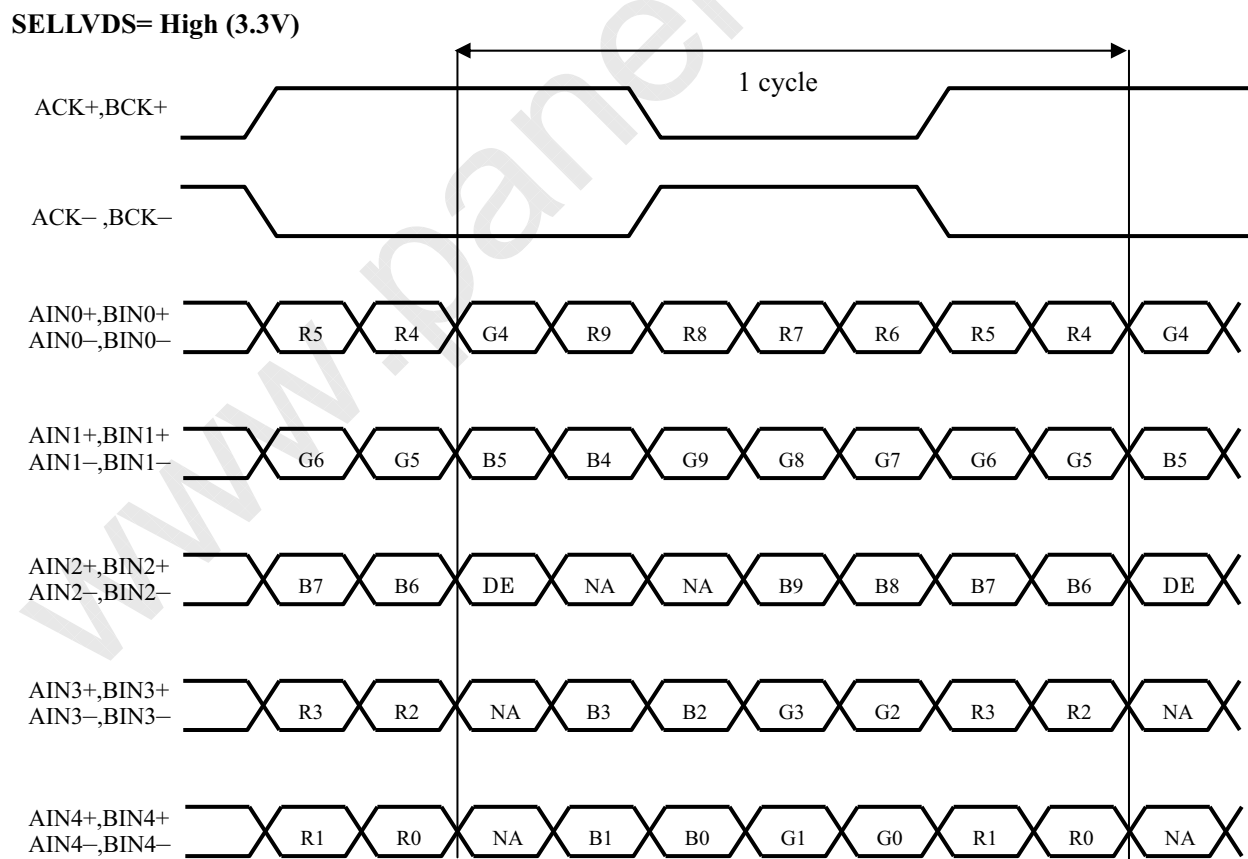 SELLVDS= High (3.3V)
1 cycle
ACK+,BCK+
ACK− ,BCK−
AIN0+,BIN0+
AIN0−,BIN0−
R5 R4 G4 R9 R8 R7 R6 R5 R4 G4
AIN1+,BIN1+
AIN1−,BIN1−
G6 G5 B5 B4 G9 G8 G7 G6 G5 B5
AIN2+,BIN2+
AIN2−,BIN2−
B7 B6 DE NA NA B9 B8 B7 B6 DE
AIN3+,BIN3+
AIN3−,BIN3−
R3 R2 NA B3 B2 G3 G2 R3 R2 NA
AIN4+,BIN4+
AIN4−,BIN4−
R1 R0 NA B1 B0 G1 G0 R1 R0 NA
www.pane